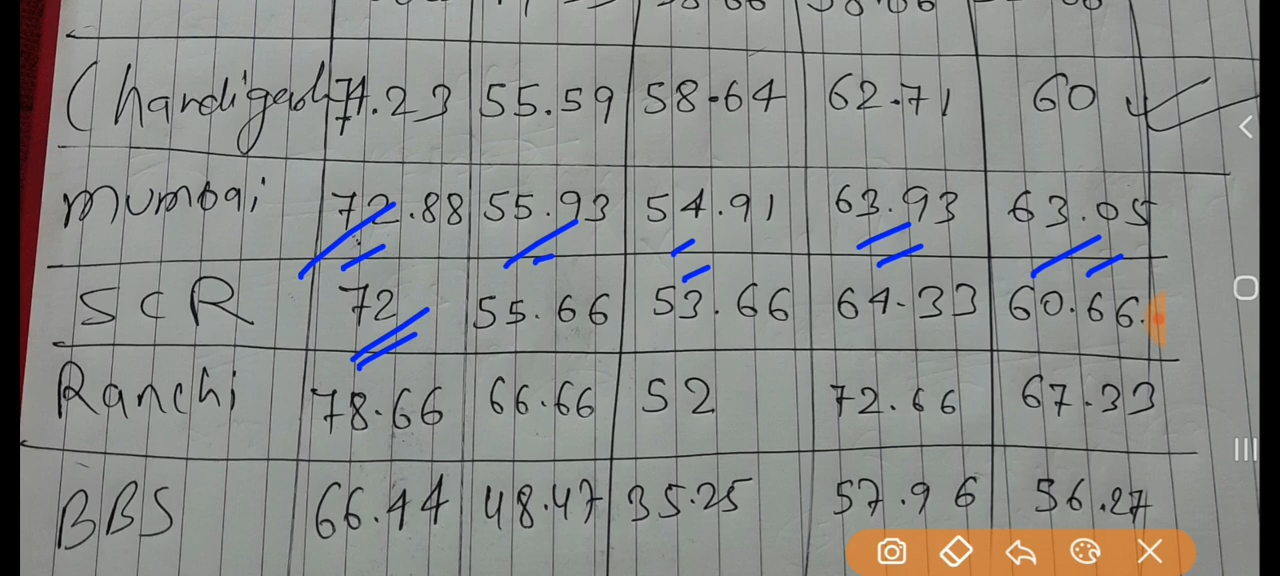 Chandigarh 71.23 55.59 58.64 62.71 60
Mumbai 72.88 55.93 54.91 63.93 63.05
SCR 72 55.66 53.66 64.33 60.66.
Ranchi 78.66 66.66 52 72.66 67.33
BBS 66.44 48.47 35.25 57.96 56.27